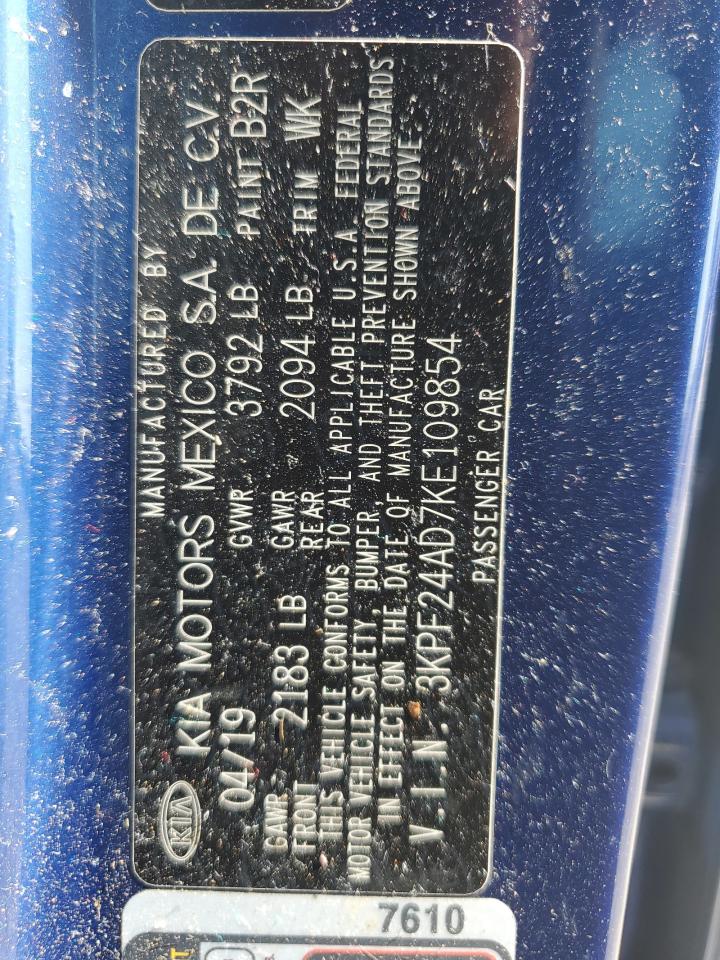 MANUFACTURED BY
KIA KIA MOTORS MEXICO S.A. DE C.V.
04/19 GVWR 3792 LB PAINT B2R
GAWR FRONT 2183 LB GAWR REAR 2094 LB TRIM WK
THIS VEHICLE CONFORMS TO ALL APPLICABLE U.S.A. FEDERAL
MOTOR VEHICLE SAFETY, BUMPER, AND THEFT PREVENTION STANDARDS
IN EFFECT ON THE DATE OF MANUFACTURE SHOWN ABOVE.
V.I.N. 3KPF24AD7KE109854
PASSENGER CAR
7610